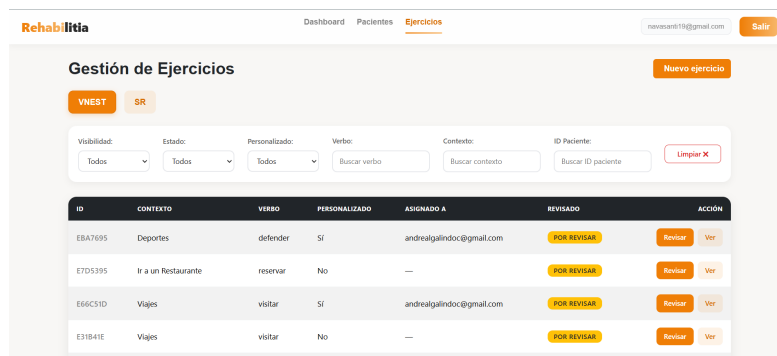 Rehabilitia Dashboard Pacientes Ejercicios navasanti19@gmail.com Salir
Gestión de Ejercicios Nuevo ejercicio
VNEST SR
Visibilidad: Estado: Personalizado: Verbo: Contexto: ID Paciente:
Todos Todos Todos Buscar verbo Buscar contexto Buscar ID paciente Limpiar ✕
ID CONTEXTO VERBO PERSONALIZADO ASIGNADO A REVISADO ACCIÓN
EBA7695 Deportes defender Sí andrealgalindoc@gmail.com POR REVISAR Revisar Ver
E7D5395 Ir a un Restaurante reservar No — POR REVISAR Revisar Ver
E66C51D Viajes visitar Sí andrealgalindoc@gmail.com POR REVISAR Revisar Ver
E31B41E Viajes visitar No — POR REVISAR Revisar Ver